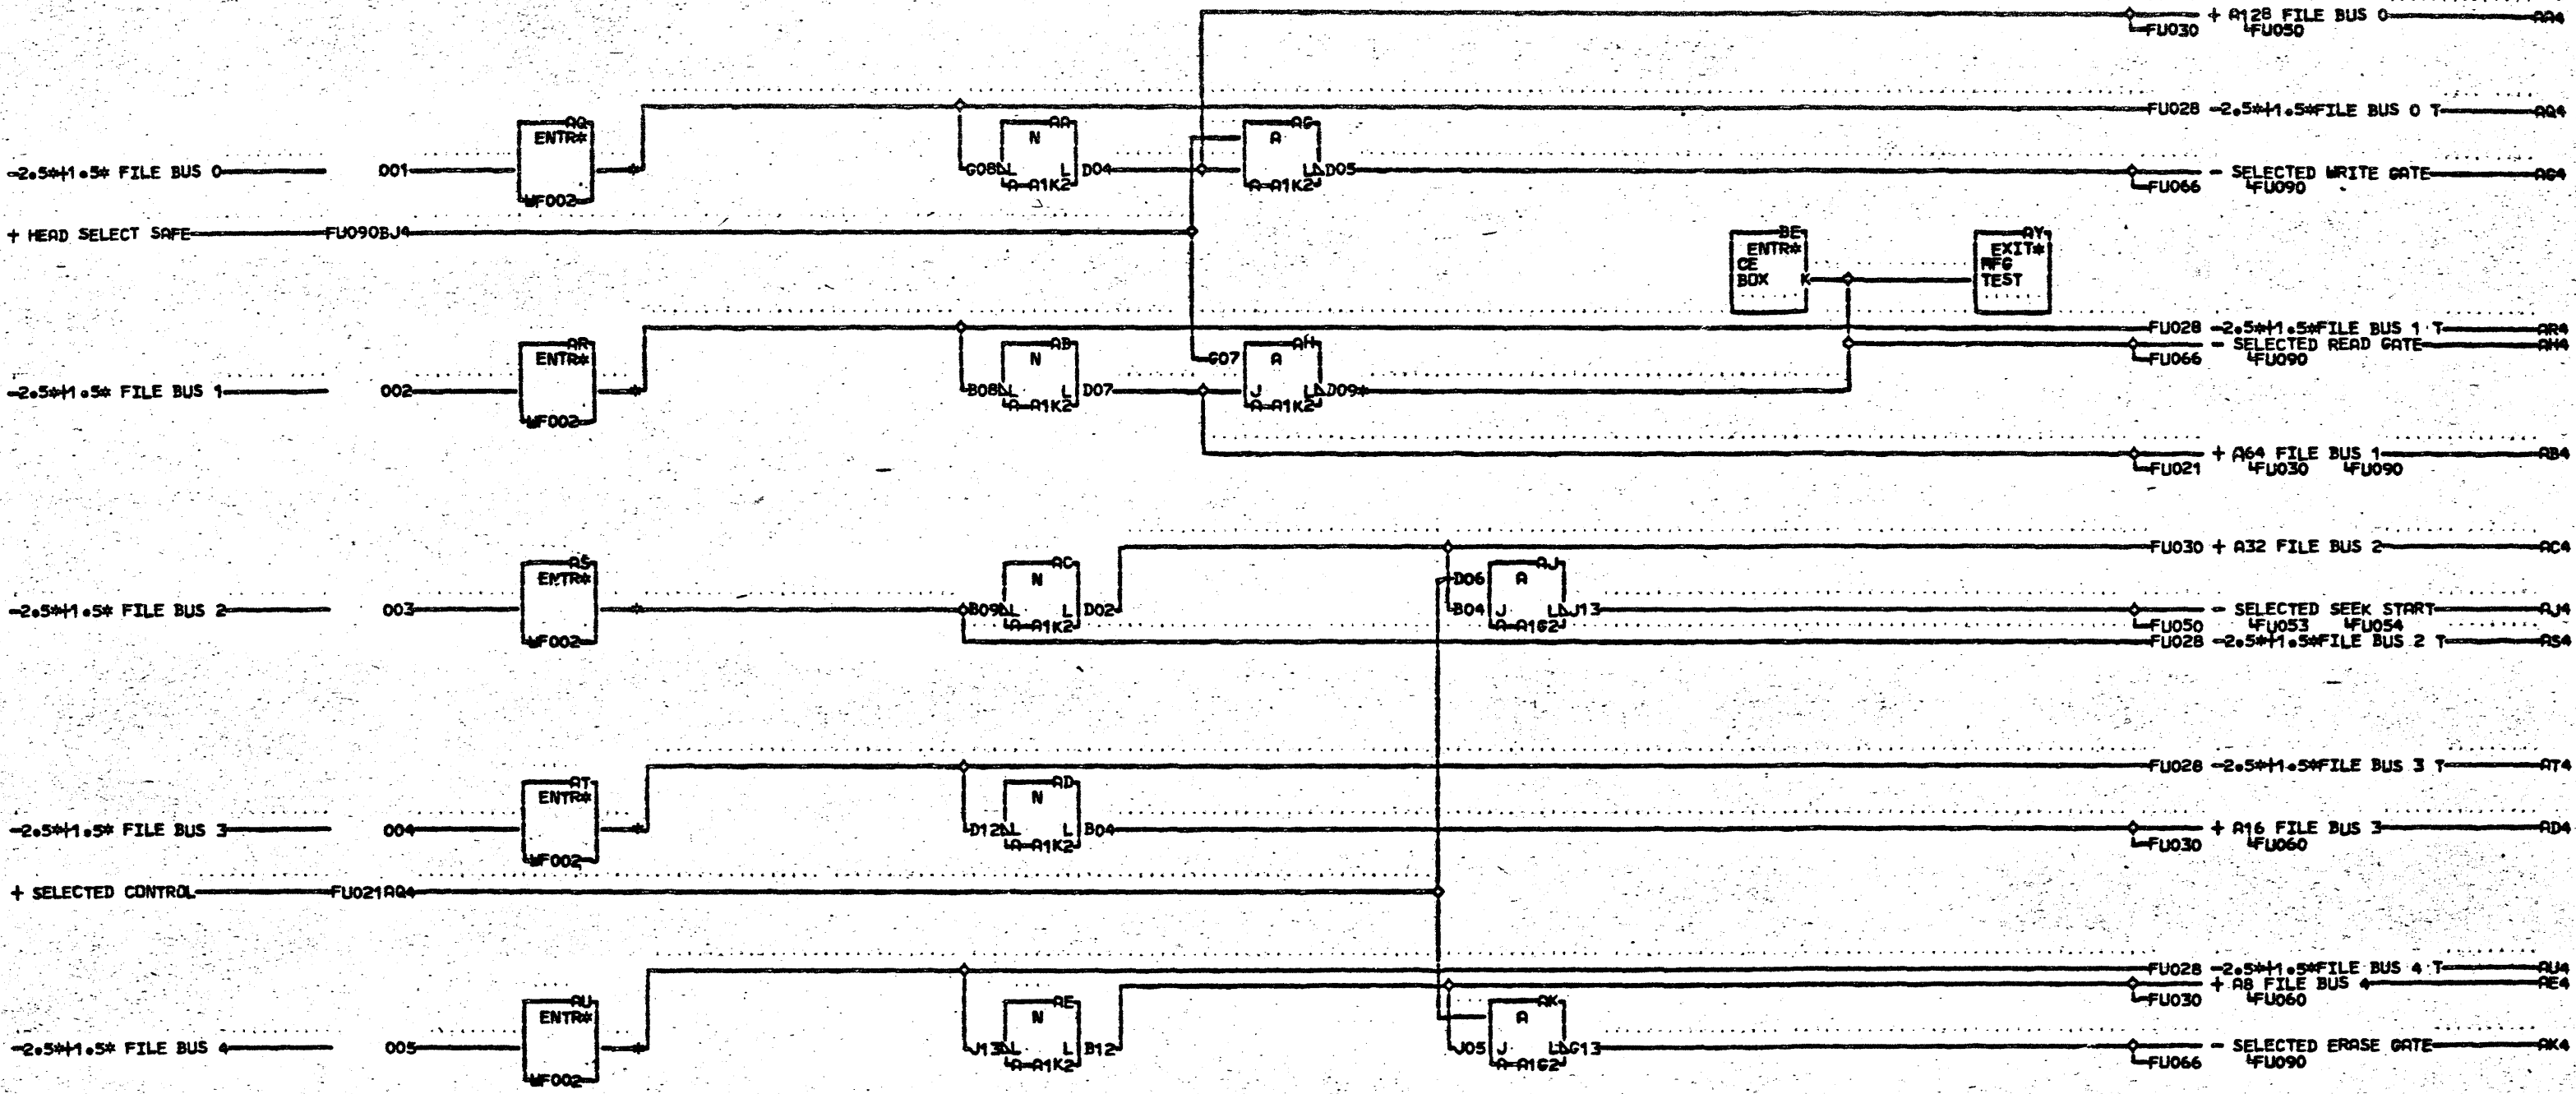 + A128 FILE BUS 0 AA4
FU030 FU050
FU028 -2.5*+1.5*FILE BUS 0 T AQ4
AQ AA AG
ENTR* N A
-2.5*+1.5* FILE BUS 0 001 G08 L L D04 L D05 - SELECTED WRITE GATE AG4
A-A1K2 A-A1K2 FU066 FU090
WF002
+ HEAD SELECT SAFE FU090BJ4
BE AY
ENTR* EXIT*
CE MFG
BOX K TEST
FU028 -2.5*+1.5*FILE BUS 1 T AR4
AR AB AH - SELECTED READ GATE AH4
ENTR* N G07 A FU066 FU090
-2.5*+1.5* FILE BUS 1 002 B08 L L D07 J L D09*
A-A1K2 A-A1K2
WF002
+ A64 FILE BUS 1 AB4
FU021 FU030 FU090
FU030 + A32 FILE BUS 2 AC4
AS AC AJ
ENTR* N D06 A
-2.5*+1.5* FILE BUS 2 003 B09 L L D02 B04 J L J13 - SELECTED SEEK START AJ4
A-A1K2 A-A1G2 FU050 FU053 FU054
WF002 FU028 -2.5*+1.5*FILE BUS 2 T AS4
FU028 -2.5*+1.5*FILE BUS 3 T AT4
AT AD
ENTR* N
-2.5*+1.5* FILE BUS 3 004 D12 L L B04 + A16 FILE BUS 3 AD4
A-A1K2 FU030 FU060
WF002
+ SELECTED CONTROL FU021AQ4
FU028 -2.5*+1.5*FILE BUS 4 T AU4
+ A8 FILE BUS 4 AE4
AU AE AK FU030 FU060
ENTR* N A
-2.5*+1.5* FILE BUS 4 005 J13 L L B12 J05 J L G13 - SELECTED ERASE GATE AK4
A-A1K2 A-A1G2 FU066 FU090
WF002